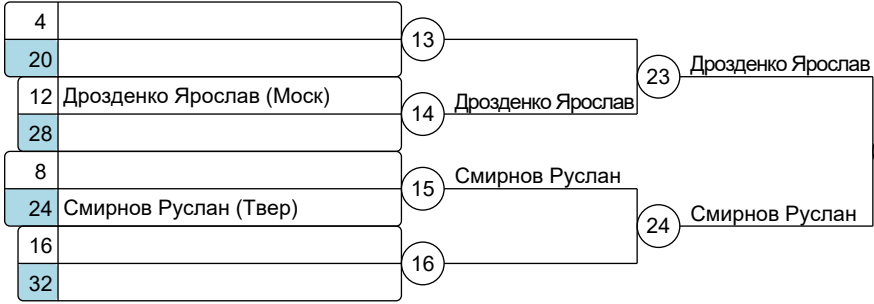 4
13
20
23 Дрозденко Ярослав
12 Дрозденко Ярослав (Моск)
14 Дрозденко Ярослав
28
8
15 Смирнов Руслан
24 Смирнов Руслан (Твер)
24 Смирнов Руслан
16
16
32